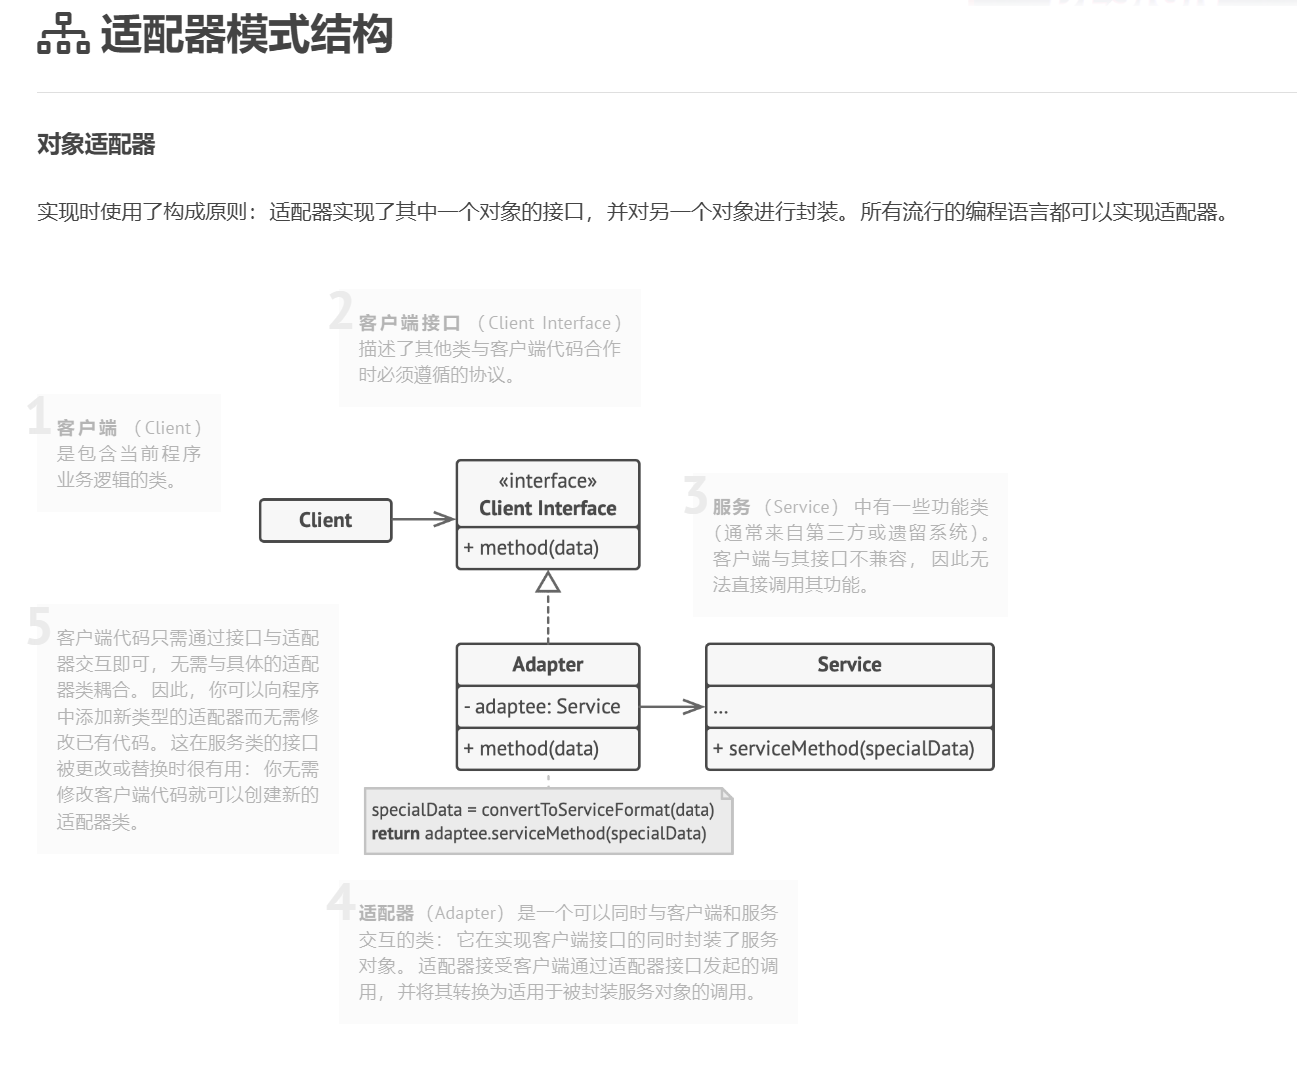 适配器模式结构
对象适配器
实现时使用了构成原则：适配器实现了其中一个对象的接口，并对另一个对象进行封装。所有流行的编程语言都可以实现适配器。
2
客户端接口（Client Interface）
描述了其他类与客户端代码合作
时必须遵循的协议。
1
客户端（Client）
是包含当前程序
业务逻辑的类。
«interface»
Client Interface
+ method(data)
Client
3
服务（Service）中有一些功能类
（通常来自第三方或遗留系统）。
客户端与其接口不兼容，因此无
法直接调用其功能。
5
客户端代码只需通过接口与适配
器交互即可，无需与具体的适配
器类耦合。因此，你可以向程序
中添加新类型的适配器而无需修
改已有代码。这在服务类的接口
被更改或替换时很有用：你无需
修改客户端代码就可以创建新的
适配器类。
Adapter
- adaptee: Service
+ method(data)
Service
...
+ serviceMethod(specialData)
specialData = convertToServiceFormat(data)
return adaptee.serviceMethod(specialData)
4
适配器（Adapter）是一个可以同时与客户端和服务
交互的类：它在实现客户端接口的同时封装了服务
对象。适配器接受客户端通过适配器接口发起的调
用，并将其转换为适用于被封装服务对象的调用。